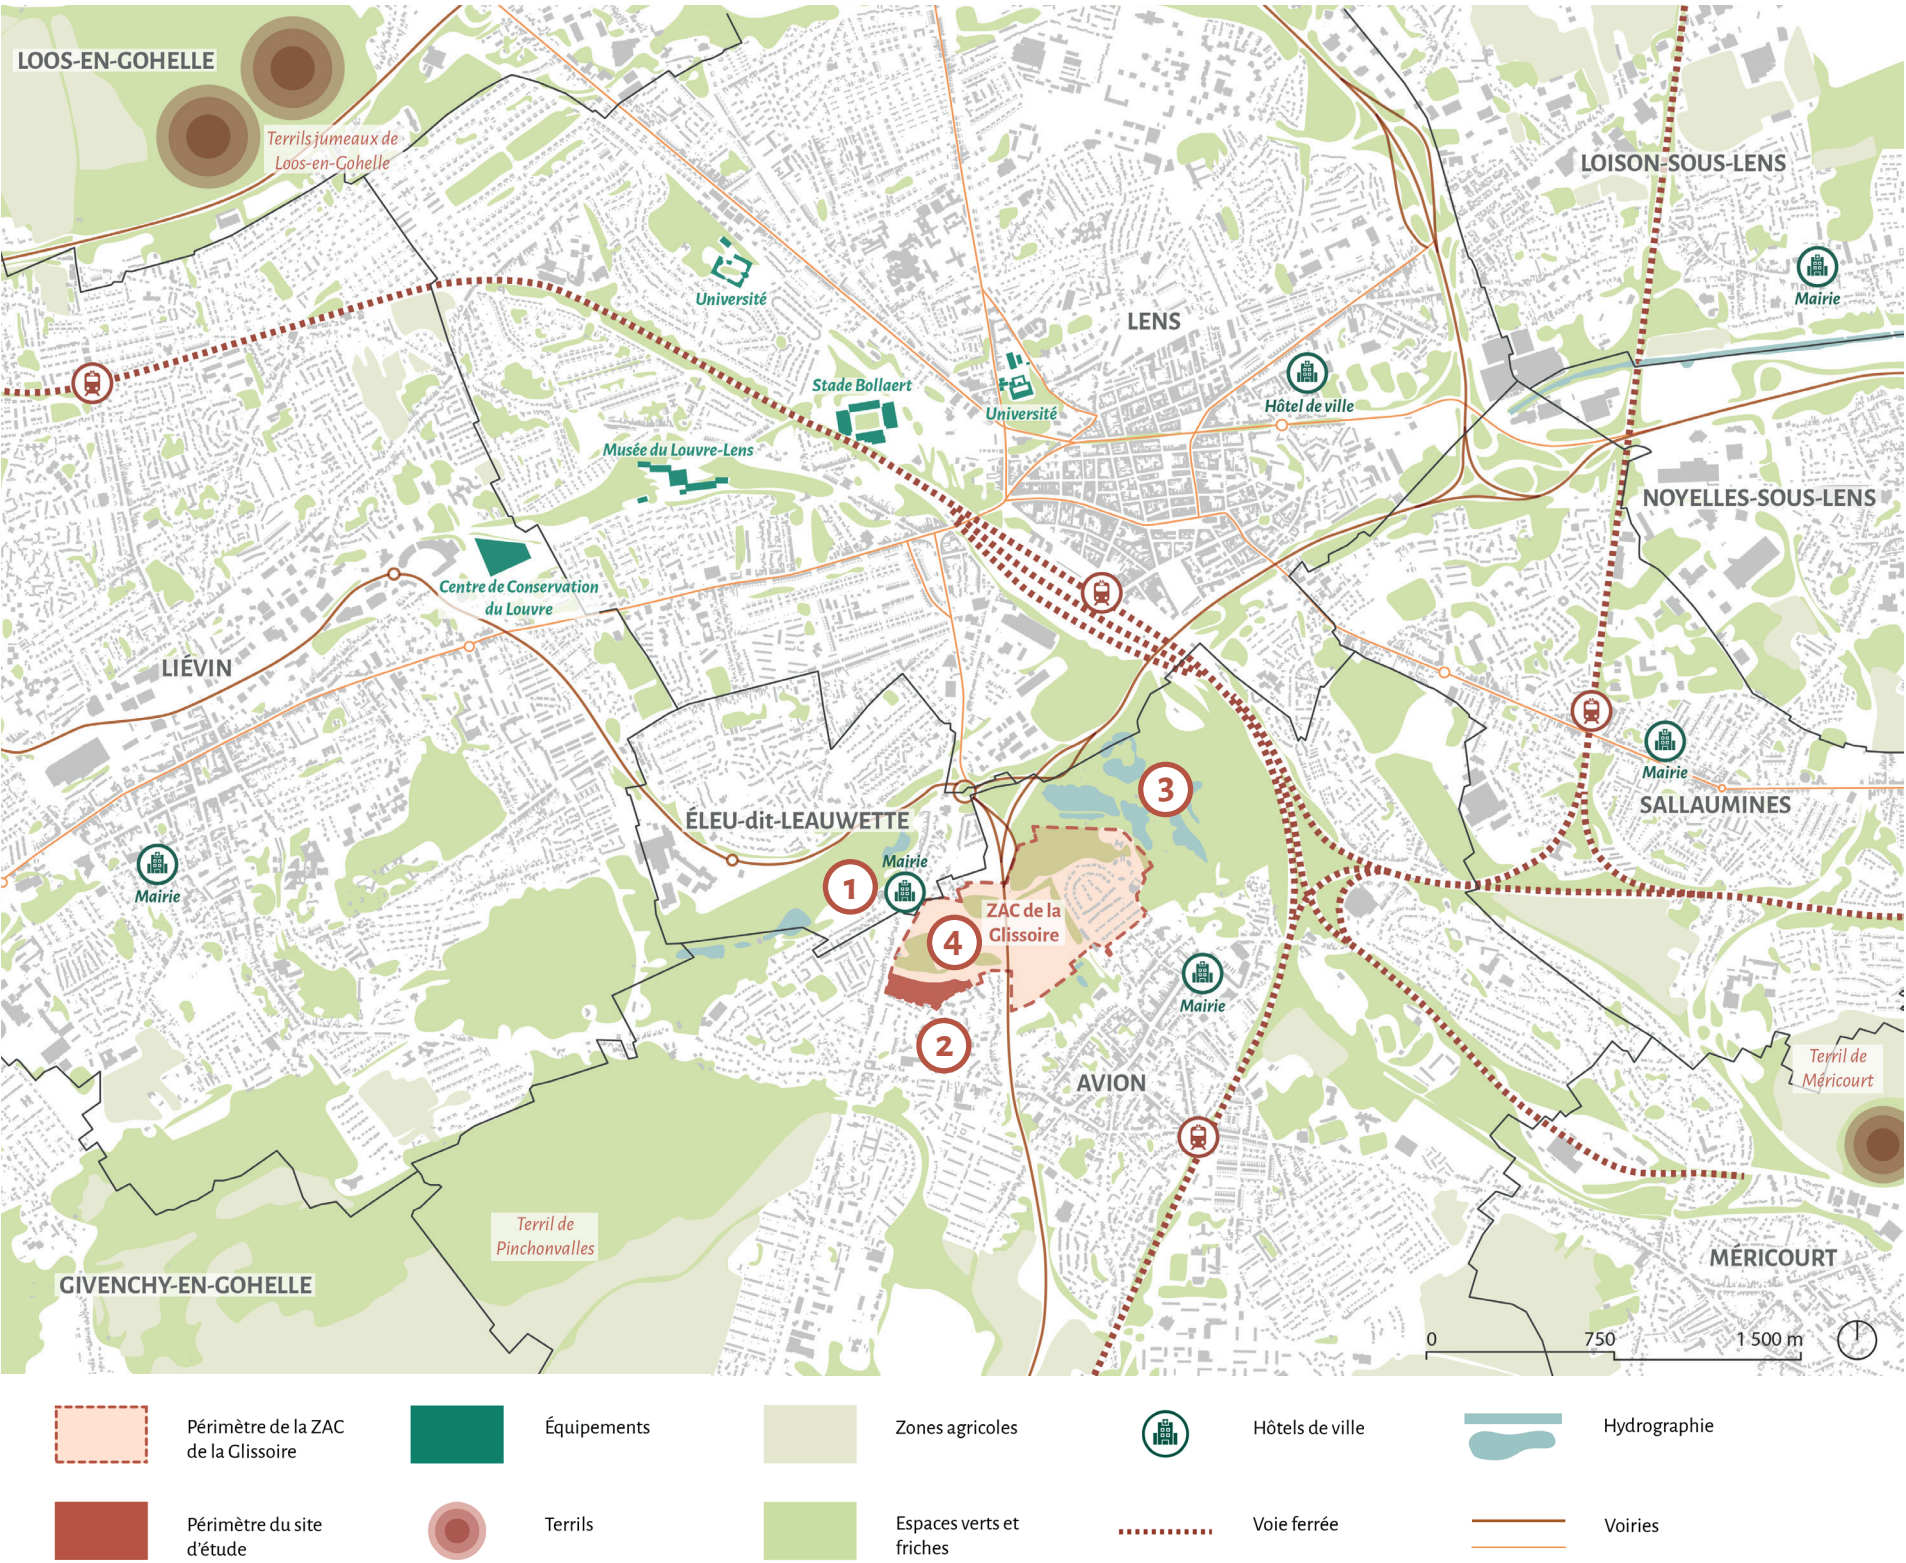 LOOS-EN-GOHELLE
Terrils jumeaux de
Loos-en-Gohelle
LOISON-SOUS-LENS
Mairie
Université
LENS
Stade Bollaert
Université
Hôtel de ville
Musée du Louvre-Lens
NOYELLES-SOUS-LENS
Centre de Conservation
du Louvre
LIÉVIN
Mairie
SALLAUMINES
3
ÉLEU-dit-LEAUWETTE
Mairie
1
Mairie
ZAC de la
Glissoire
4
Mairie
2
AVION
Terril de
Méricourt
Terril de
Pinchonvalles
MÉRICOURT
GIVENCHY-EN-GOHELLE
0 750 1 500 m
Périmètre de la ZAC
de la Glissoire
Équipements
Zones agricoles
Hôtels de ville
Hydrographie
Périmètre du site
d'étude
Terrils
Espaces verts et
friches
Voie ferrée
Voiries